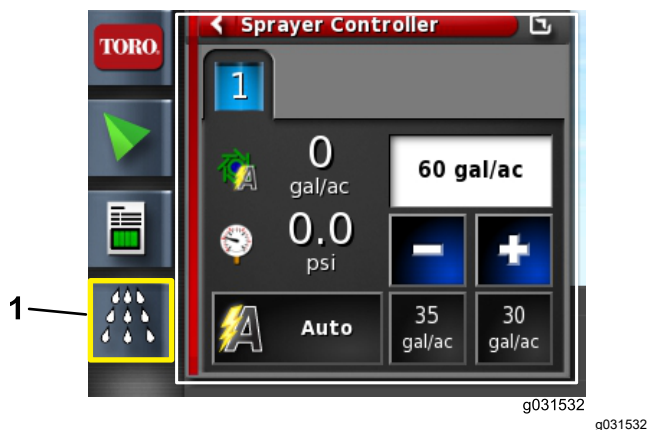 Sprayer Controller
TORO.
1
0
gal/ac
60 gal/ac
0.0
psi
- +
1
A Auto
35
gal/ac
30
gal/ac
g031532
g031532